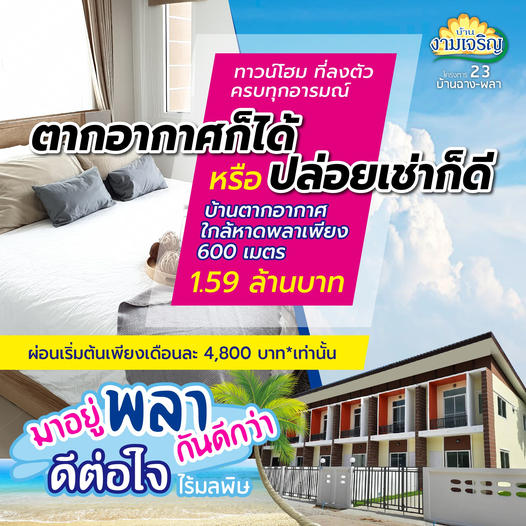 บ้าน
งามเจริญ
โครงการ 23
บ้านฉาง-พลา
ทาวน์โฮม ที่ลงตัว
ครบทุกอารมณ์
ตากอากาศก็ได้
หรือ ปล่อยเช่าก็ดี
บ้านตากอากาศ
ใกล้หาดพลาเพียง
600 เมตร
1.59 ล้านบาท
ผ่อนเริ่มต้นเพียงเดือนละ 4,800 บาท*เท่านั้น
มาอยู่ พลา กันดีกว่า
ดีต่อใจ ไร้มลพิษ